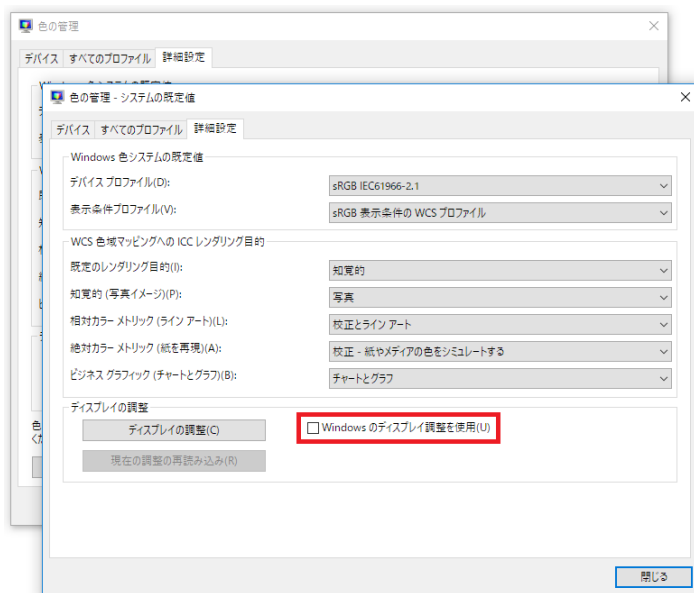 色の管理
デバイス すべてのプロファイル 詳細設定
色の管理 - システムの既定値
デバイス すべてのプロファイル 詳細設定
Windows 色システムの既定値
デバイス プロファイル(D): sRGB IEC61966-2.1
表示条件プロファイル(V): sRGB 表示条件の WCS プロファイル
WCS 色域マッピングへの ICC レンダリング目的
既定のレンダリング目的(I): 知覚的
知覚的 (写真イメージ)(P): 写真
相対カラー メトリック (ライン アート)(L): 校正とライン アート
絶対カラー メトリック (紙を再現)(A): 校正 - 紙やメディアの色をシミュレートする
ビジネス グラフィック (チャートとグラフ)(B): チャートとグラフ
ディスプレイの調整
ディスプレイの調整(C) Windows のディスプレイ調整を使用(U)
現在の調整の再読み込み(R)
閉じる